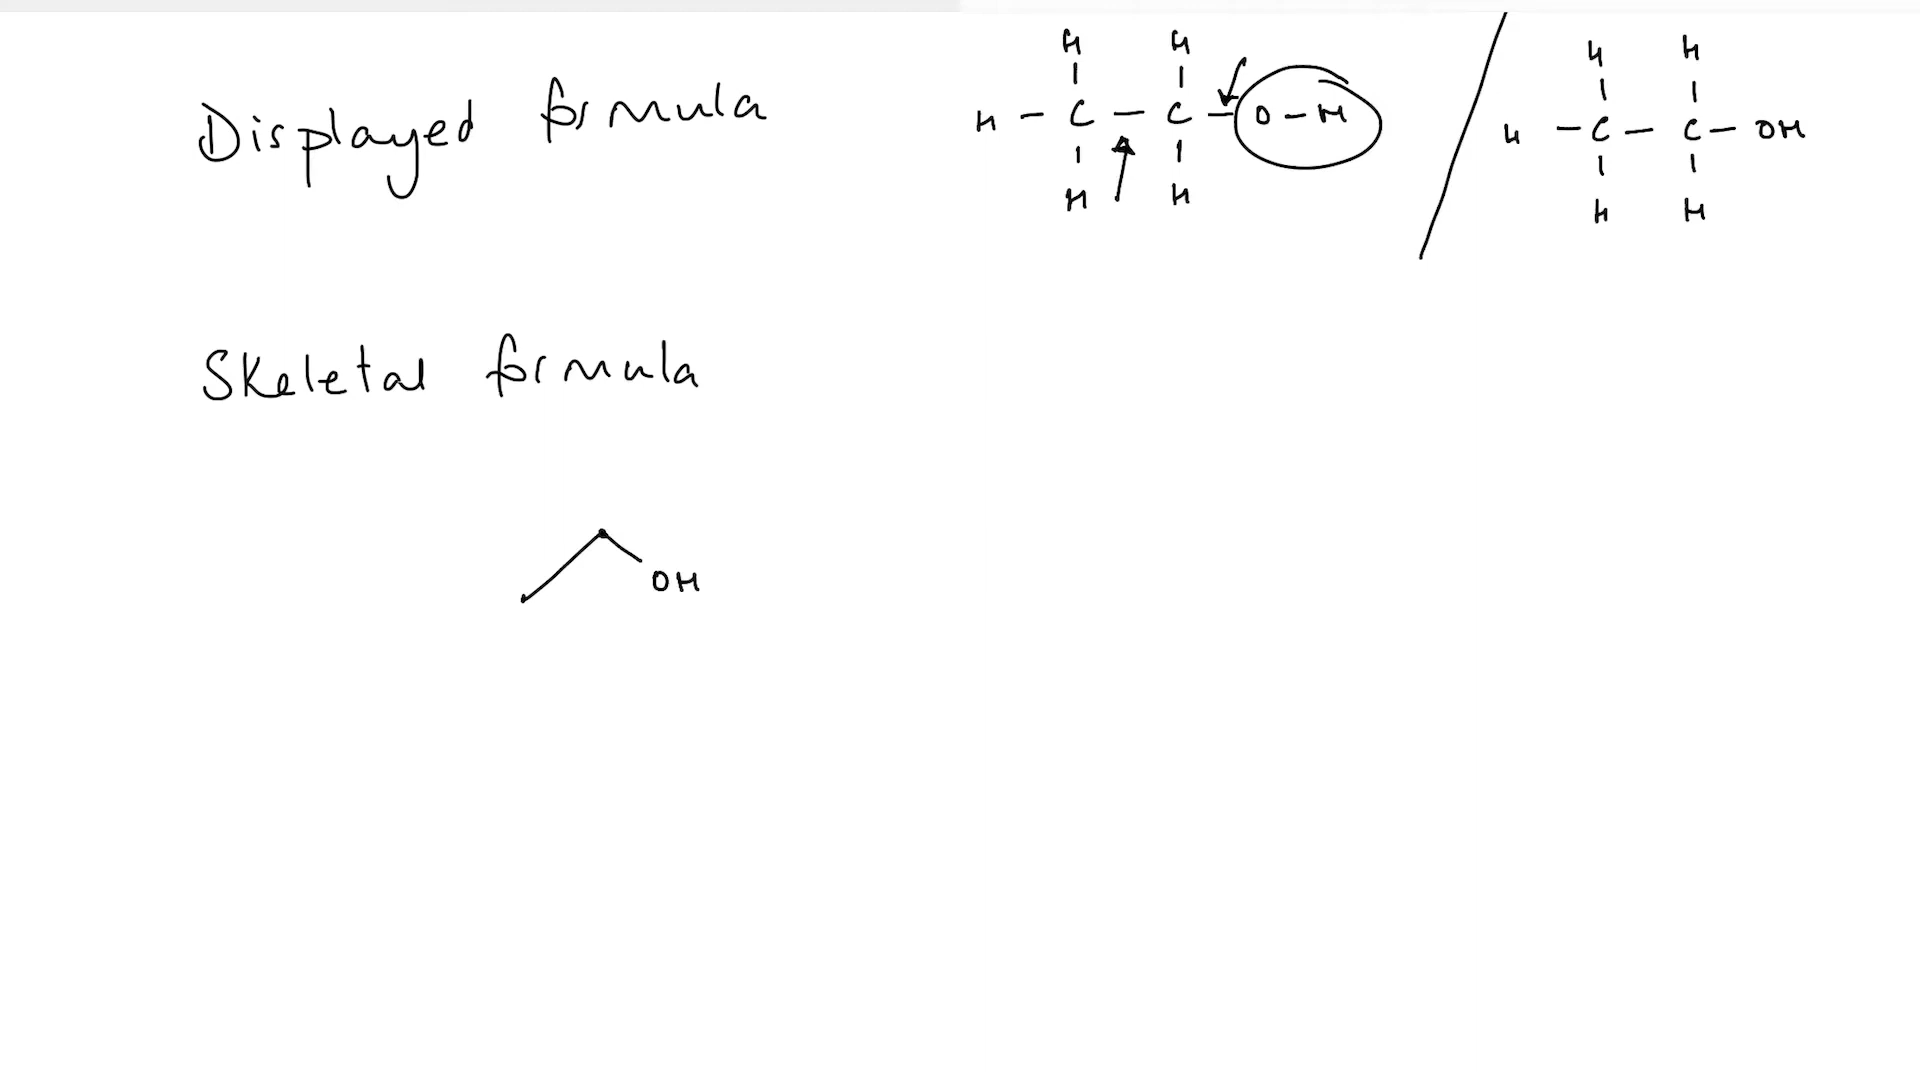 Displayed formula
H H
H - C - C - O - H
H H
H H
H - C - C - OH
H H
Skeletal formula
OH